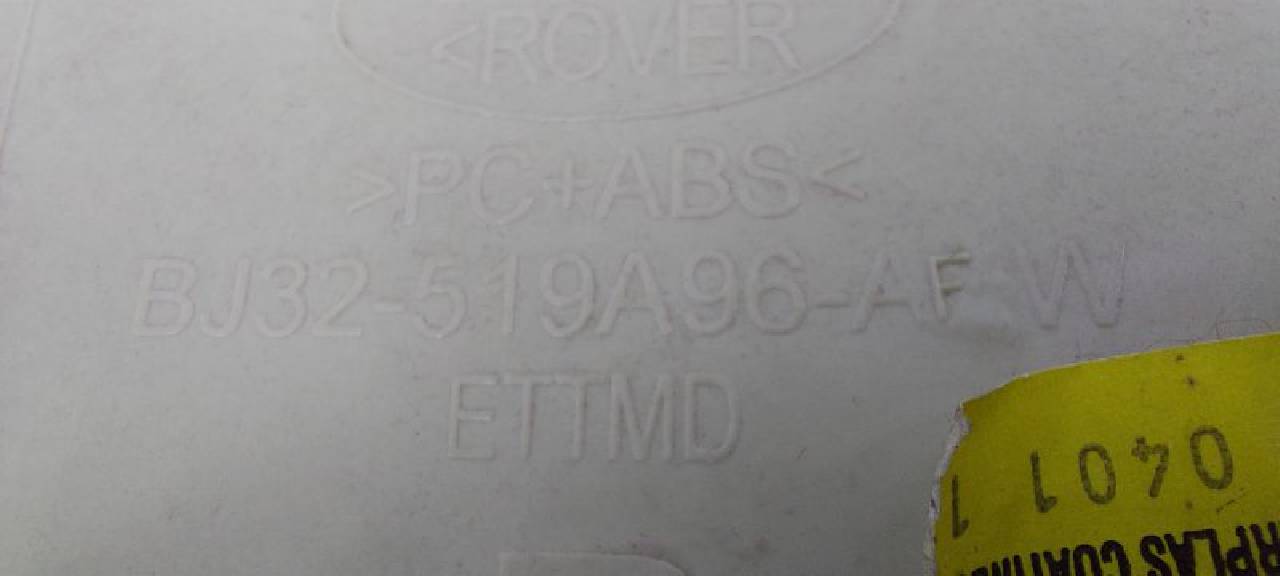 <ROVER
>PC+ABS<
BJ32-519A96-AF W
ETTMD
0401 1